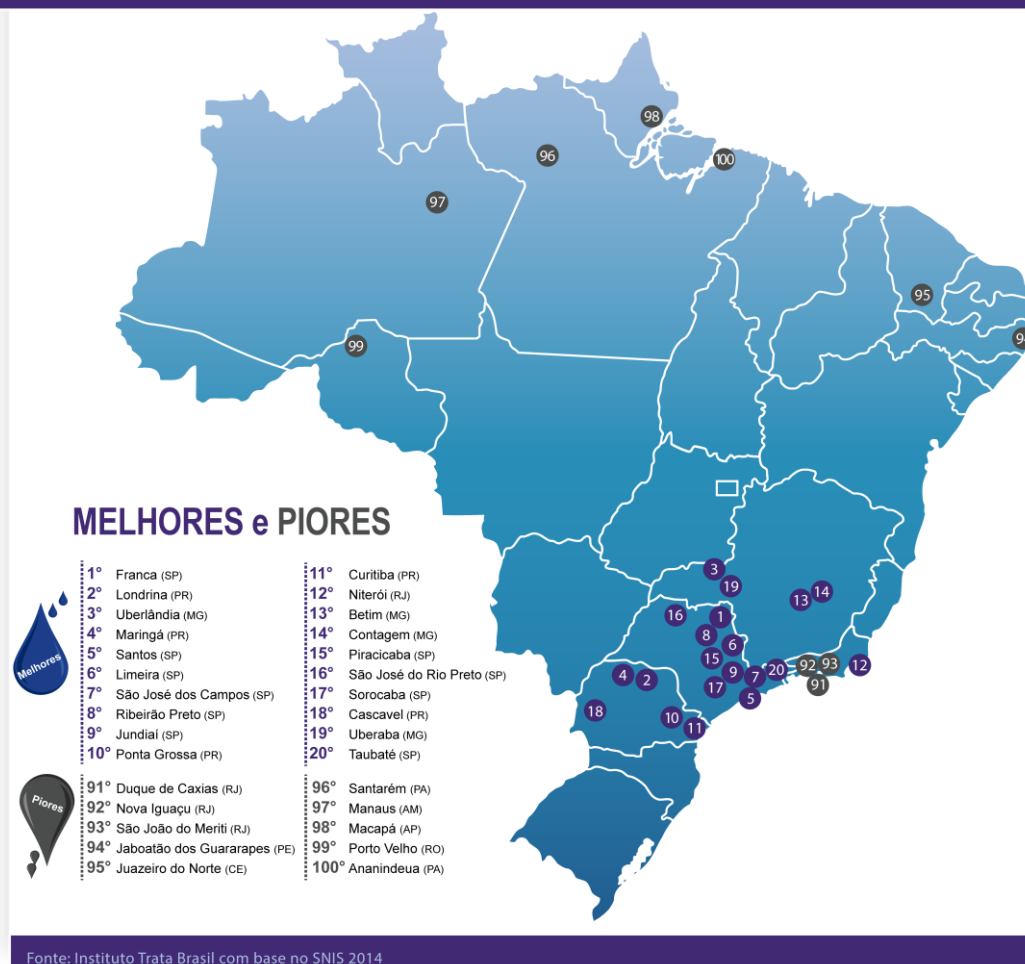 98
96
100
97
95
99
MELHORES e PIORES
Melhores
1° Franca (SP)
2° Londrina (PR)
3° Uberlândia (MG)
4° Maringá (PR)
5° Santos (SP)
6° Limeira (SP)
7° São José dos Campos (SP)
8° Ribeirão Preto (SP)
9° Jundiaí (SP)
10° Ponta Grossa (PR)
11° Curitiba (PR)
12° Niterói (RJ)
13° Betim (MG)
14° Contagem (MG)
15° Piracicaba (SP)
16° São José do Rio Preto (SP)
17° Sorocaba (SP)
18° Cascavel (PR)
19° Uberaba (MG)
20° Taubaté (SP)
Piores
91° Duque de Caxias (RJ)
92° Nova Iguaçu (RJ)
93° São João do Meriti (RJ)
94° Jaboatão dos Guararapes (PE)
95° Juazeiro do Norte (CE)
96° Santarém (PA)
97° Manaus (AM)
98° Macapá (AP)
99° Porto Velho (RO)
100° Ananindeua (PA)
3
19
13
14
16
1
8
6
15
9
7
20
92
93
12
91
17
5
4
2
18
10
11
Fonte: Instituto Trata Brasil com base no SNIS 2014